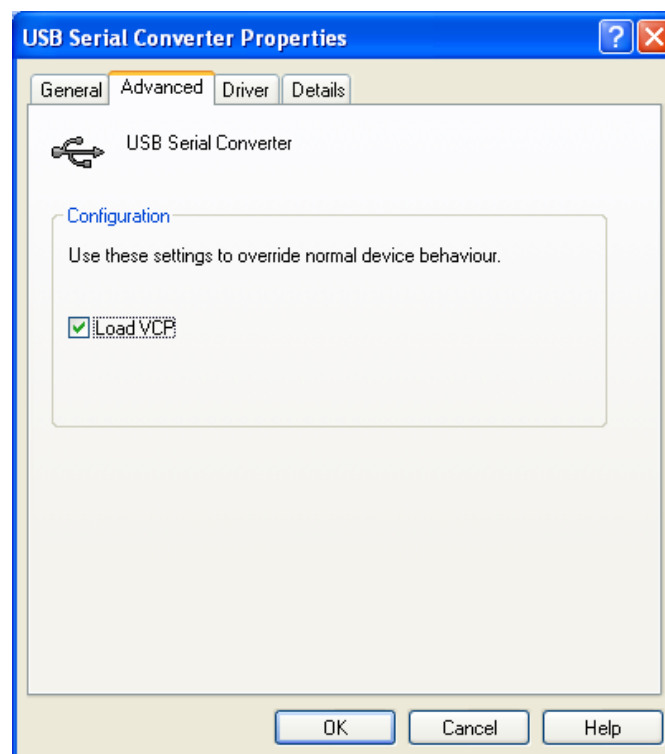 USB Serial Converter Properties
General Advanced Driver Details
USB Serial Converter
Configuration
Use these settings to override normal device behaviour.
Load VCP
OK Cancel Help